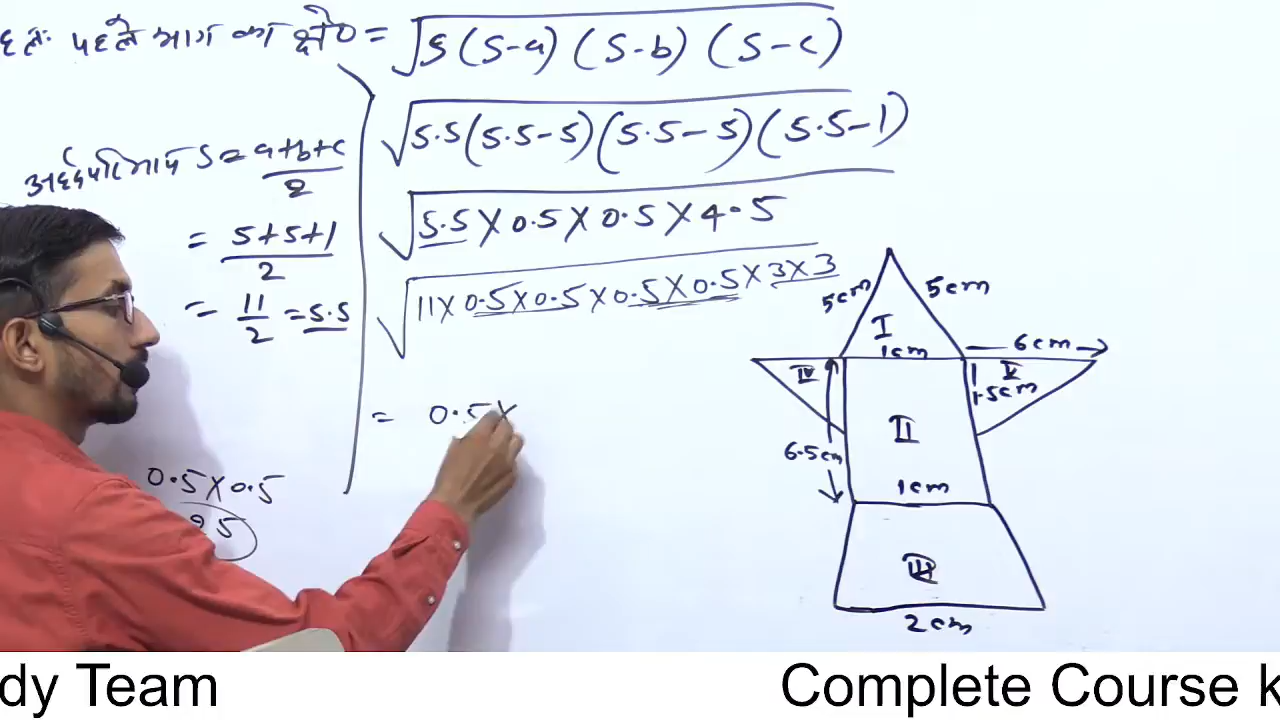 हलः पहले भाग का क्षे० = √s(s-a) (s-b) (s-c)
√5.5(5.5-5)(5.5-5)(5.5-1)
अर्द्धपरिमाप s = a+b+c
2
√5.5×0.5×0.5×4.5
= 5+5+1
2
√11×0.5×0.5×0.5×0.5×3×3
= 11/2 = 5.5
= 0.5×
0.5×0.5
25
5cm
5cm
I
1cm
6cm
IV
V
1.5cm
II
6.5cm
1cm
III
2cm
dy Team
Complete Course k